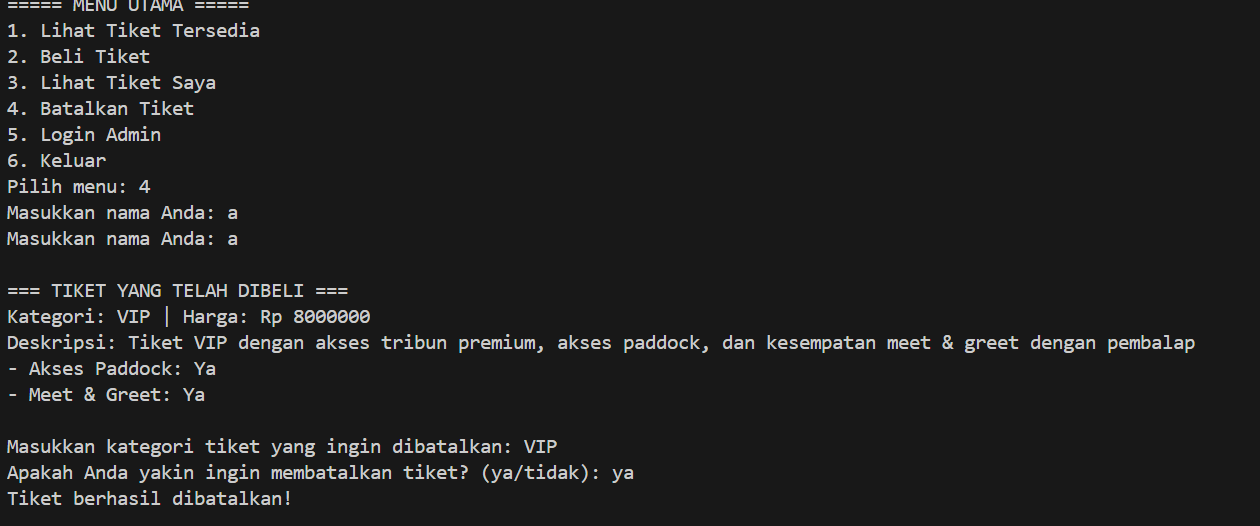 ===== MENU UTAMA =====
1. Lihat Tiket Tersedia
2. Beli Tiket
3. Lihat Tiket Saya
4. Batalkan Tiket
5. Login Admin
6. Keluar
Pilih menu: 4
Masukkan nama Anda: a
Masukkan nama Anda: a
=== TIKET YANG TELAH DIBELI ===
Kategori: VIP | Harga: Rp 8000000
Deskripsi: Tiket VIP dengan akses tribun premium, akses paddock, dan kesempatan meet & greet dengan pembalap
- Akses Paddock: Ya
- Meet & Greet: Ya
Masukkan kategori tiket yang ingin dibatalkan: VIP
Apakah Anda yakin ingin membatalkan tiket? (ya/tidak): ya
Tiket berhasil dibatalkan!